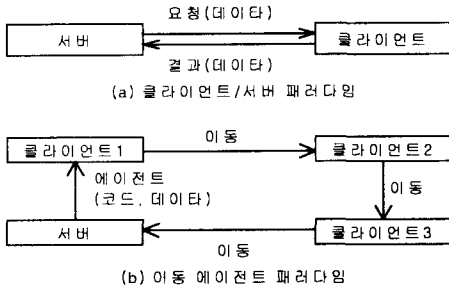 요청(데이타)
서버
클라이언트
결과(데이타)
(a) 클라이언트/서버 패러다임
이동
클라이언트1
클라이언트2
에이전트
(코드, 데이타)
이동
서버
클라이언트3
이동
(b) 이동 에이전트 패러다임